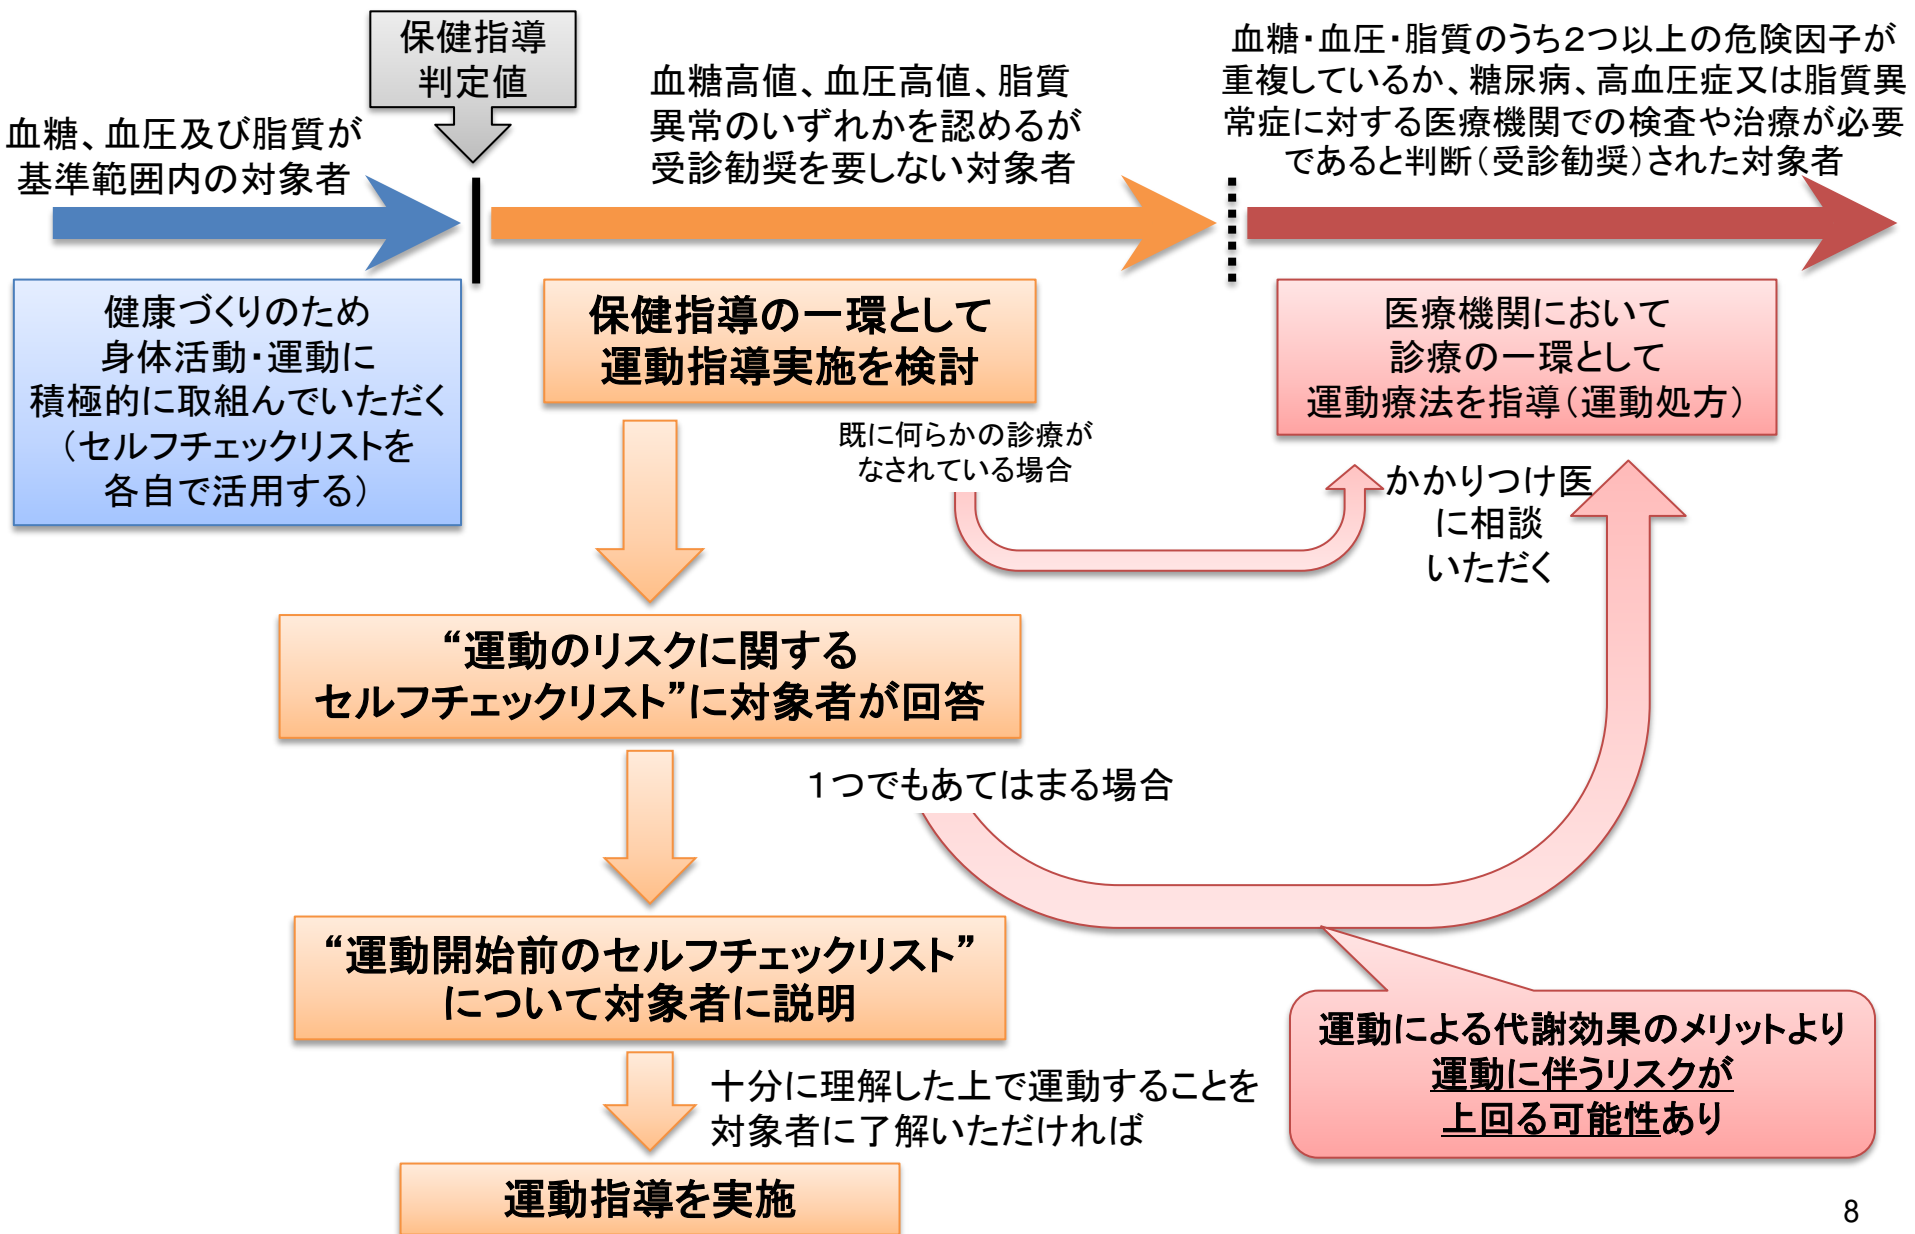 保健指導
判定値
血糖、血圧及び脂質が
基準範囲内の対象者
血糖高値、血圧高値、脂質
異常のいずれかを認めるが
受診勧奨を要しない対象者
血糖・血圧・脂質のうち２つ以上の危険因子が
重複しているか、糖尿病、高血圧症又は脂質異
常症に対する医療機関での検査や治療が必要
であると判断（受診勧奨）された対象者
健康づくりのため
身体活動・運動に
積極的に取組んでいただく
（セルフチェックリストを
各自で活用する）
保健指導の一環として
運動指導実施を検討
医療機関において
診療の一環として
運動療法を指導（運動処方）
既に何らかの診療が
なされている場合
かかりつけ医
に相談
いただく
“運動のリスクに関する
セルフチェックリスト”に対象者が回答
１つでもあてはまる場合
“運動開始前のセルフチェックリスト”
について対象者に説明
運動による代謝効果のメリットより
運動に伴うリスクが
上回る可能性あり
十分に理解した上で運動することを
対象者に了解いただければ
運動指導を実施
8